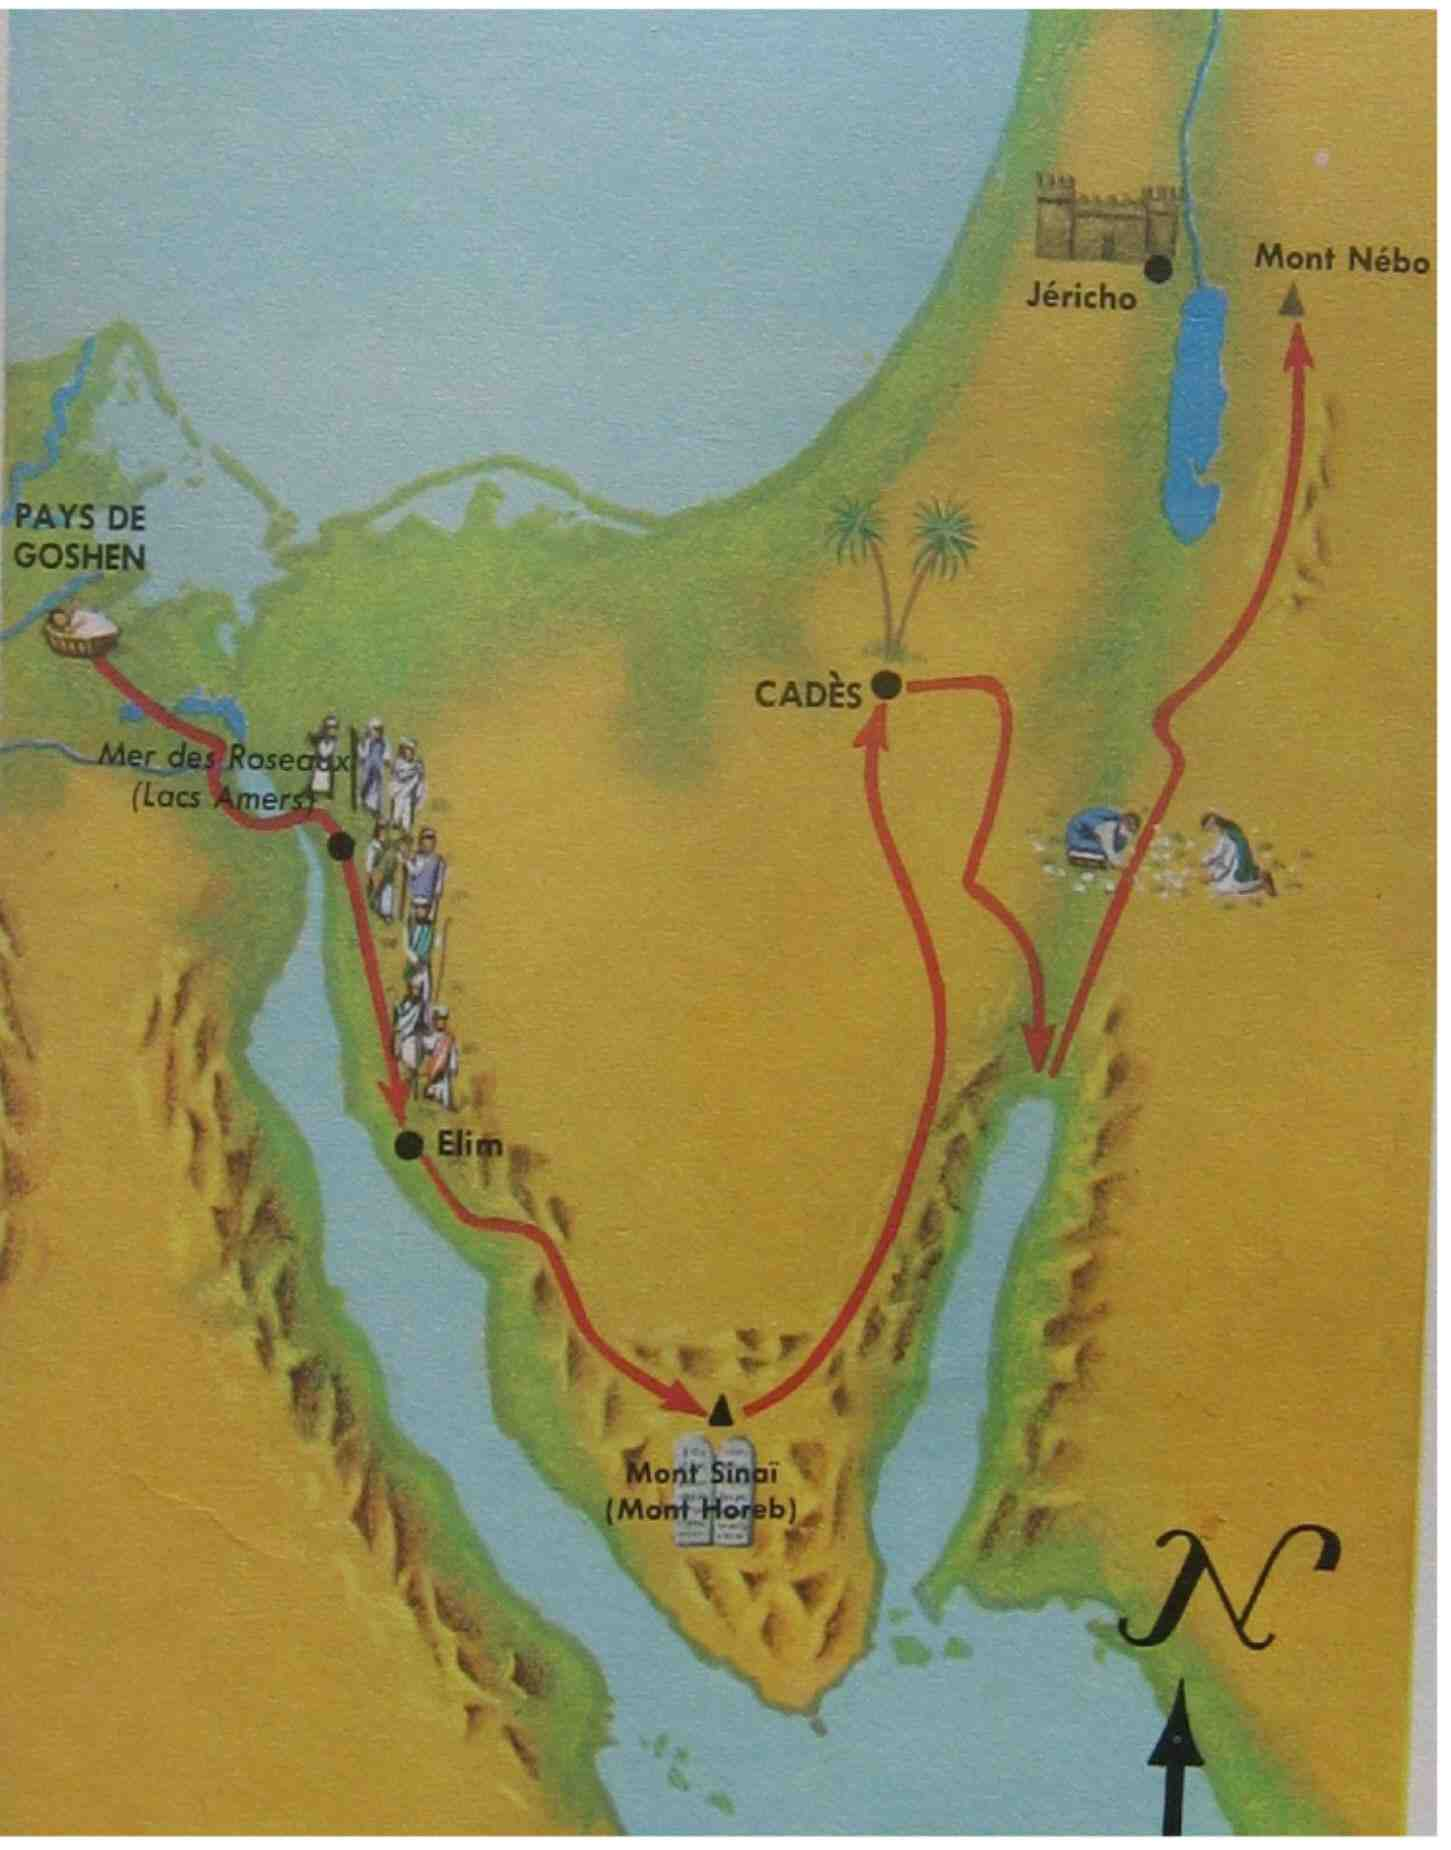 Mont Nébo
Jéricho
PAYS DE
GOSHEN
CADÈS
Mer des Roseaux
(Lacs Amers)
Elim
Mont Sinaï
(Mont Horeb)
N